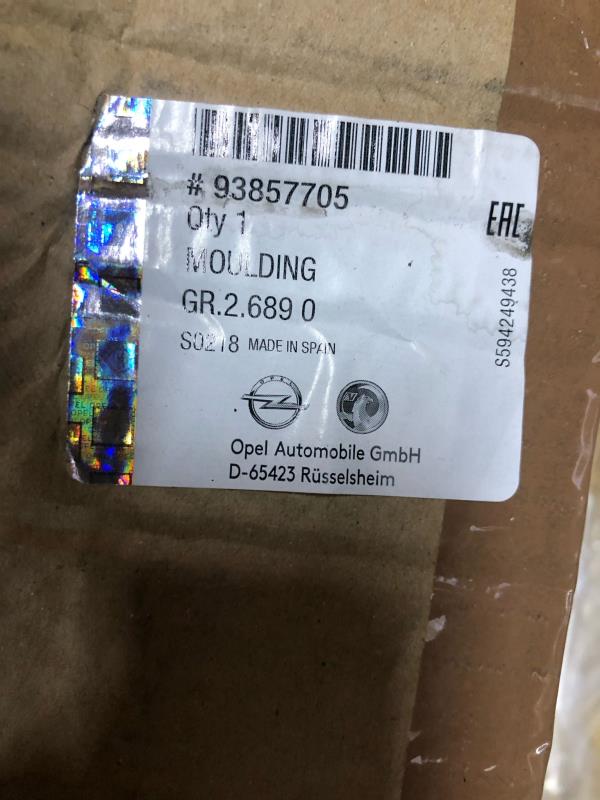 # 93857705
Qty 1
EAC
MOULDING
GR.2.689 0
S0218 MADE IN SPAIN
S594249438
OPEL
Opel Automobile GmbH
D-65423 Rüsselsheim